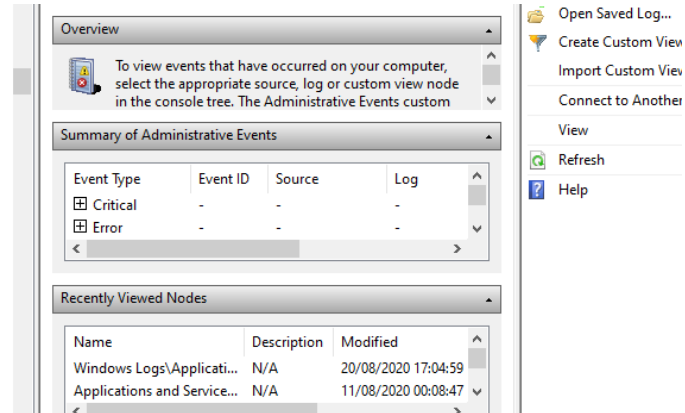 Overview
To view events that have occurred on your computer,
select the appropriate source, log or custom view node
in the console tree. The Administrative Events custom
Summary of Administrative Events
Event Type Event ID Source Log
Critical - - -
Error - - -
Recently Viewed Nodes
Name Description Modified
Windows Logs\Applicati... N/A 20/08/2020 17:04:59
Applications and Service... N/A 11/08/2020 00:08:47
Open Saved Log...
Create Custom View
Import Custom View
Connect to Another
View
Refresh
Help